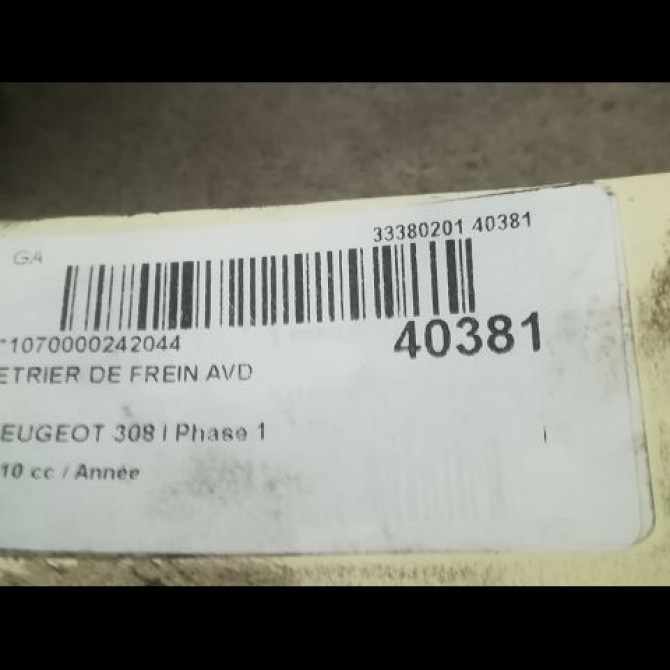 33380201 40381
GA
*1070000242044
40381
ETRIER DE FREIN AVD
EUGEOT 308 I Phase 1
10 cc / Année